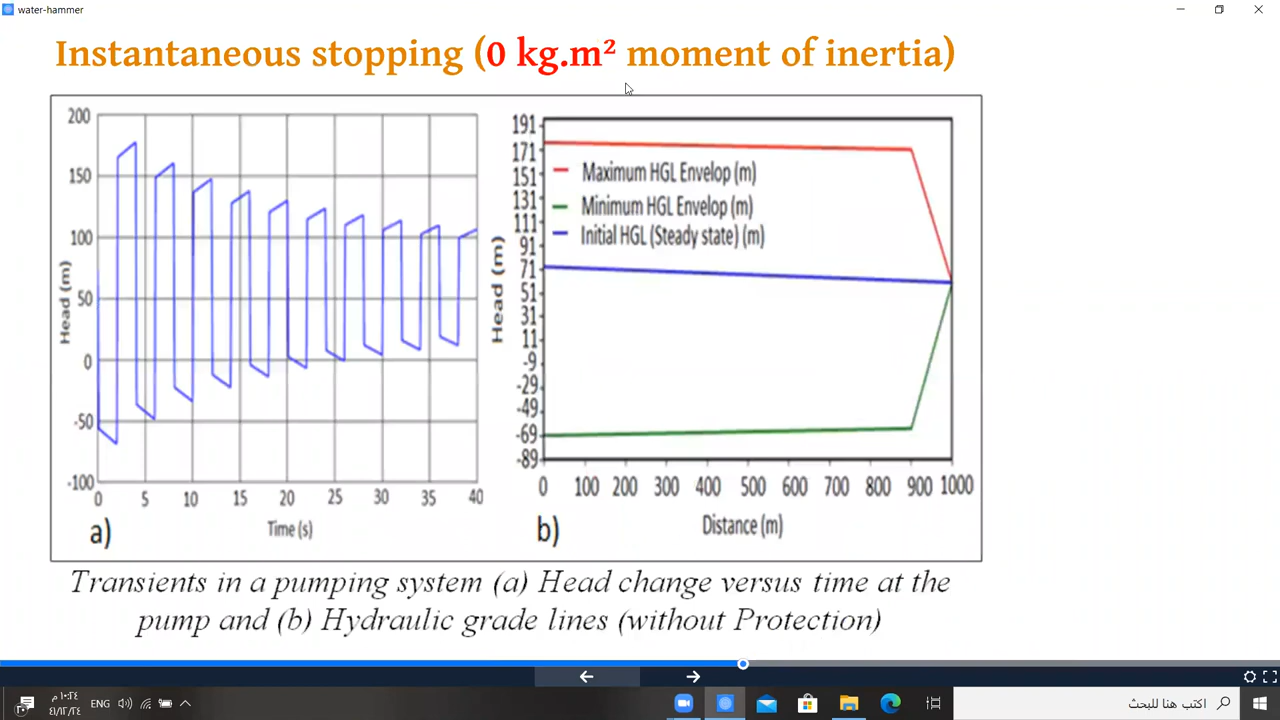 water-hammer
Instantaneous stopping (0 kg.m² moment of inertia)
200
150
100
50
0
-50
-100
Head (m)
0 5 10 15 20 25 30 35 40
Time (s)
a)
191
171
151
131
111
91
71
51
31
11
-9
-29
-49
-69
-89
Head (m)
Maximum HGL Envelop (m)
Minimum HGL Envelop (m)
Initial HGL (Steady state) (m)
0 100 200 300 400 500 600 700 800 900 1000
Distance (m)
b)
Transients in a pumping system (a) Head change versus time at the
pump and (b) Hydraulic grade lines (without Protection)
ENG
اكتب هنا للبحث